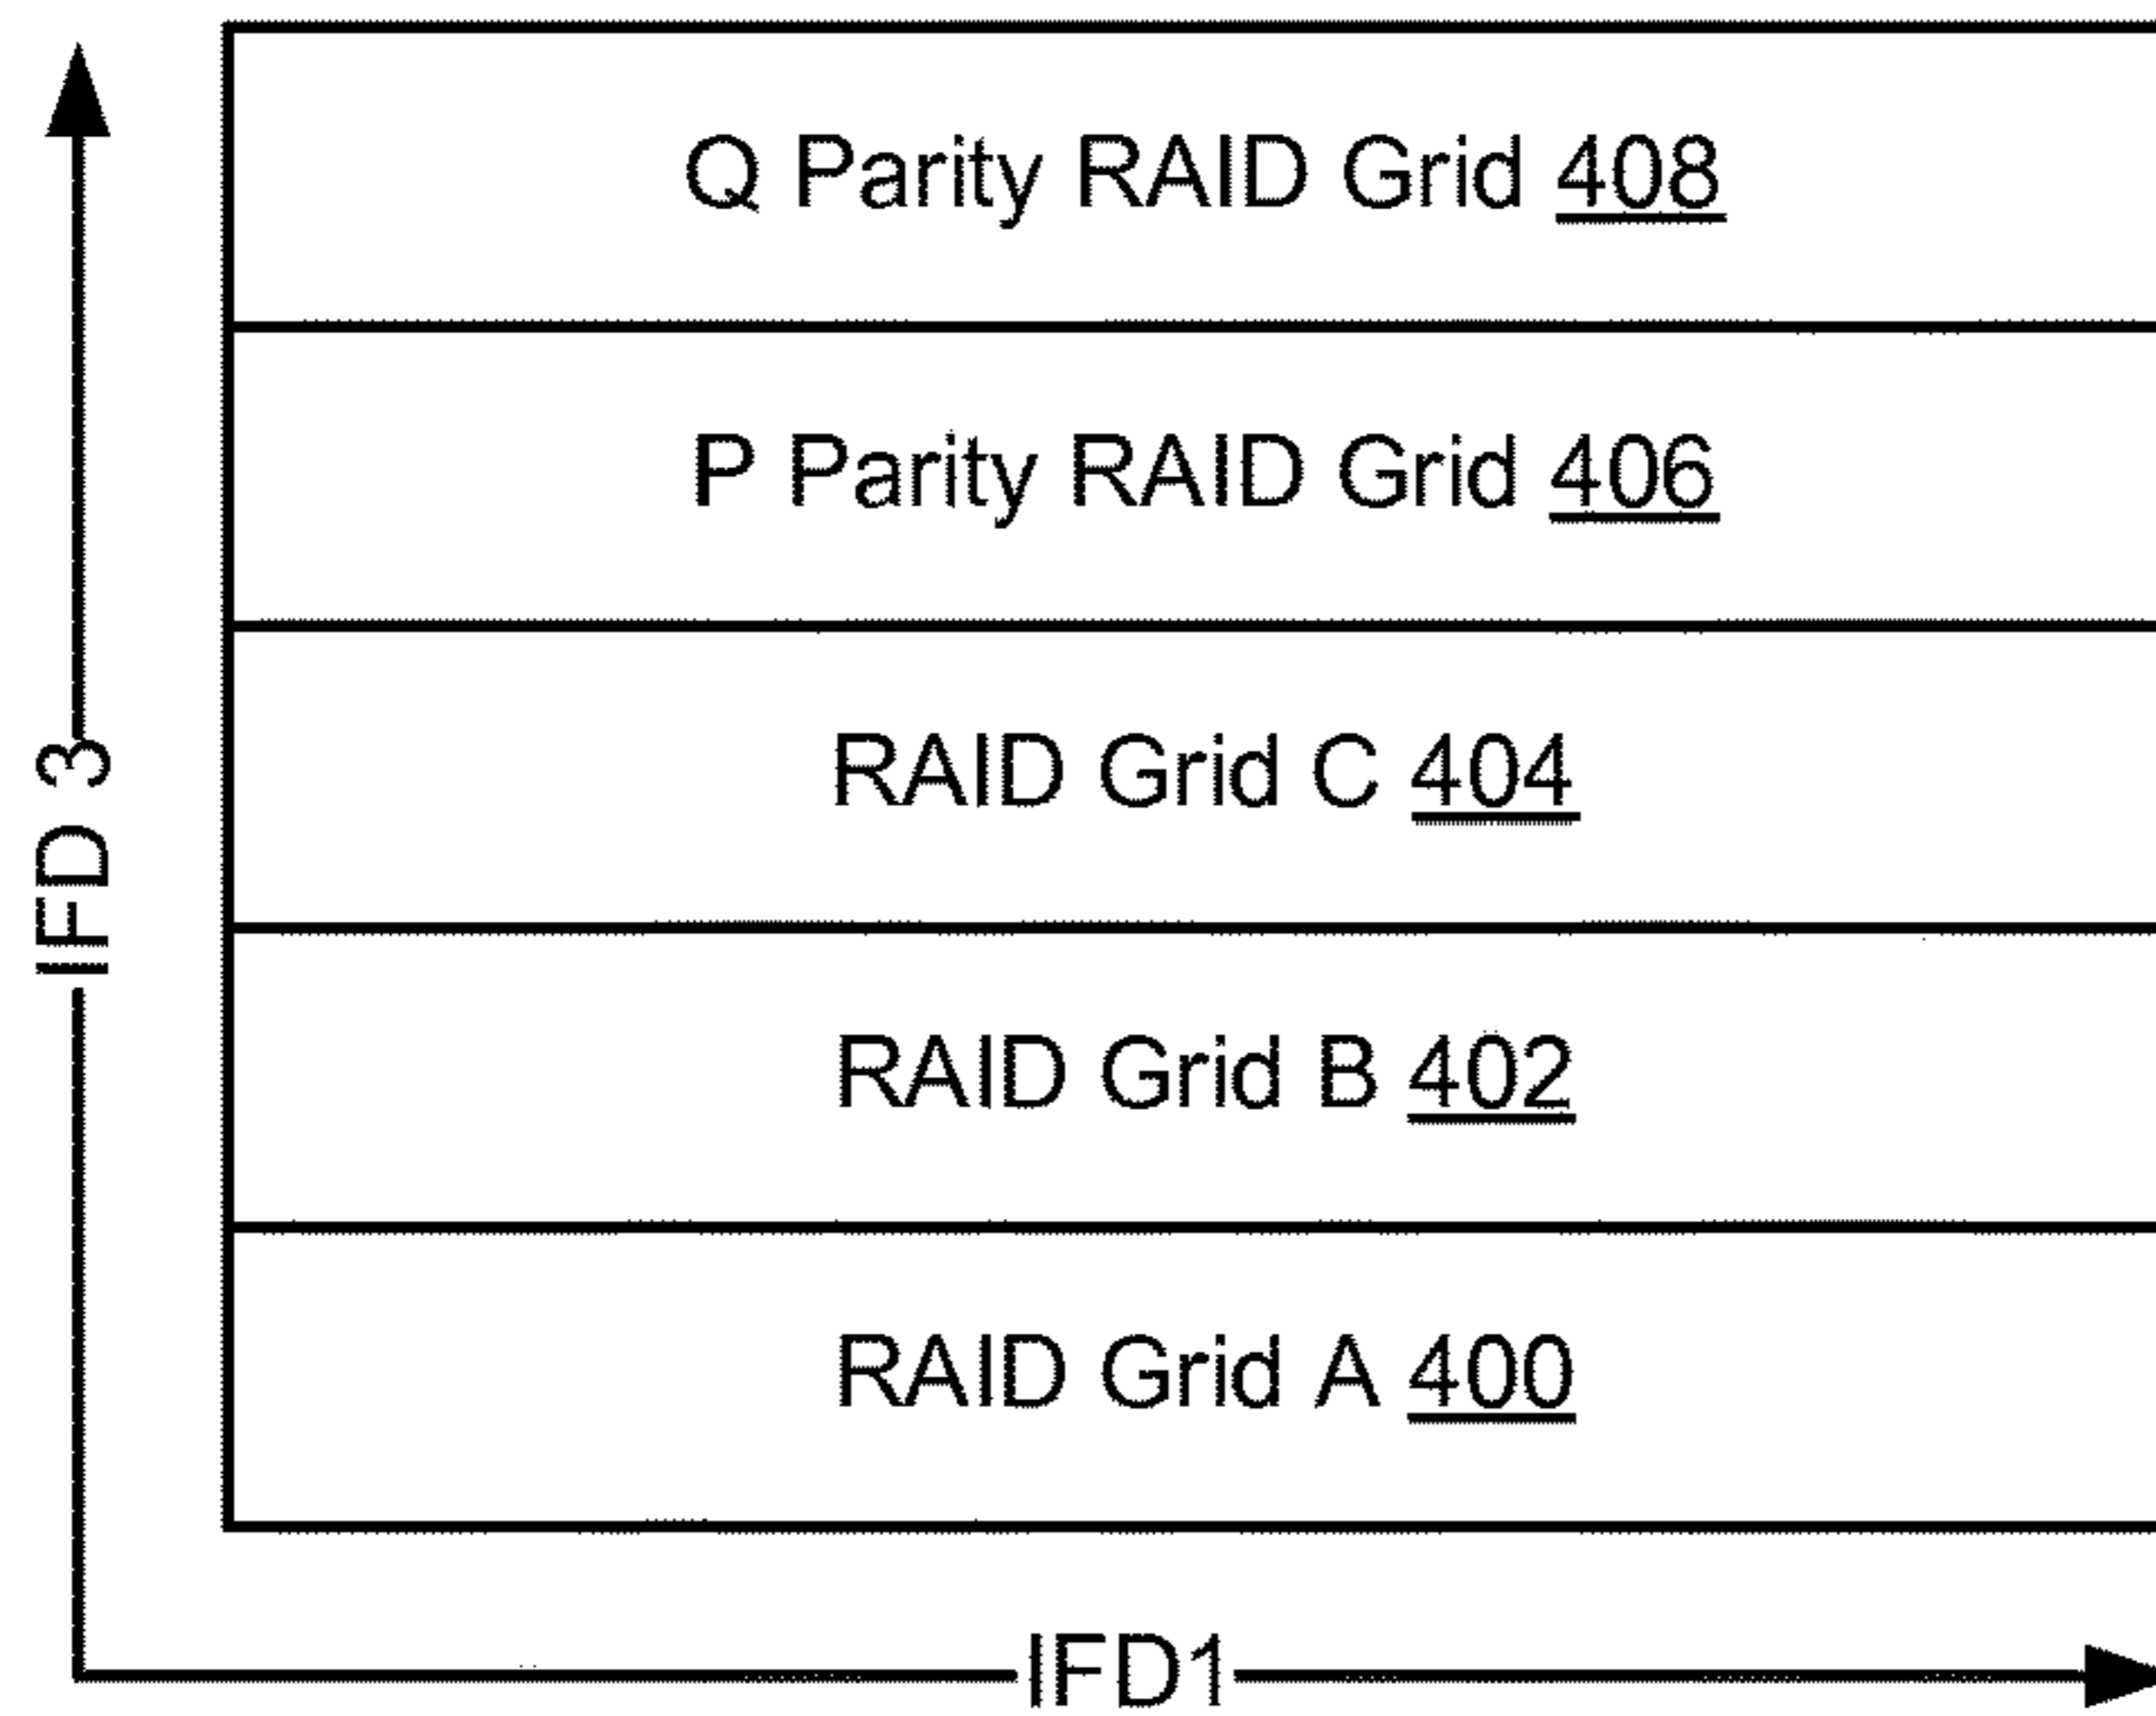 Q Parity RAID Grid 408
P Parity RAID Grid 406
RAID Grid C 404
RAID Grid B 402
RAID Grid A 400
IFD 3
IFD1